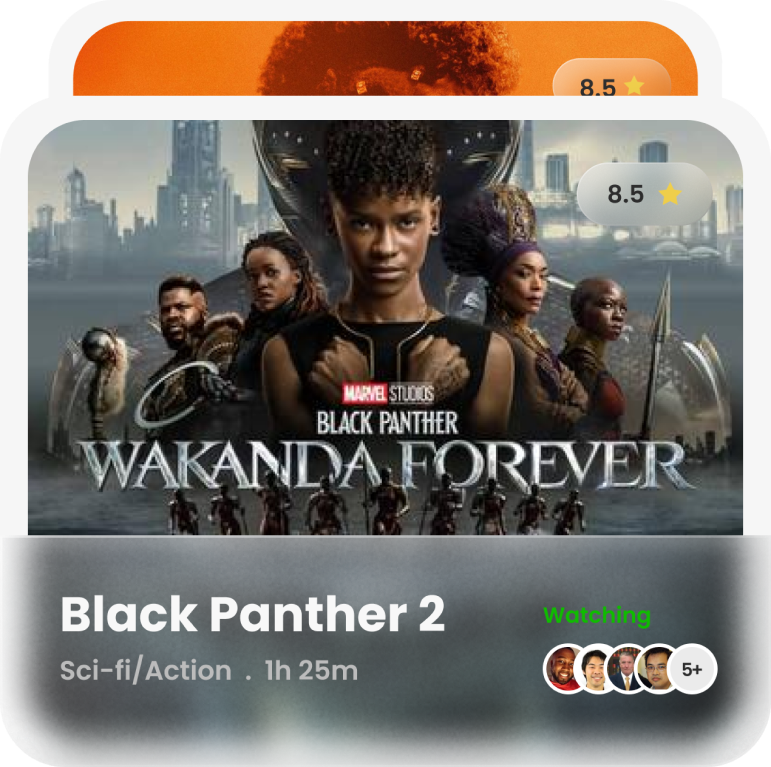 8.5
8.5
MARVEL STUDIOS
BLACK PANTHER
WAKANDA FOREVER
Black Panther 2
Watching
Sci-fi/Action . 1h 25m
5+